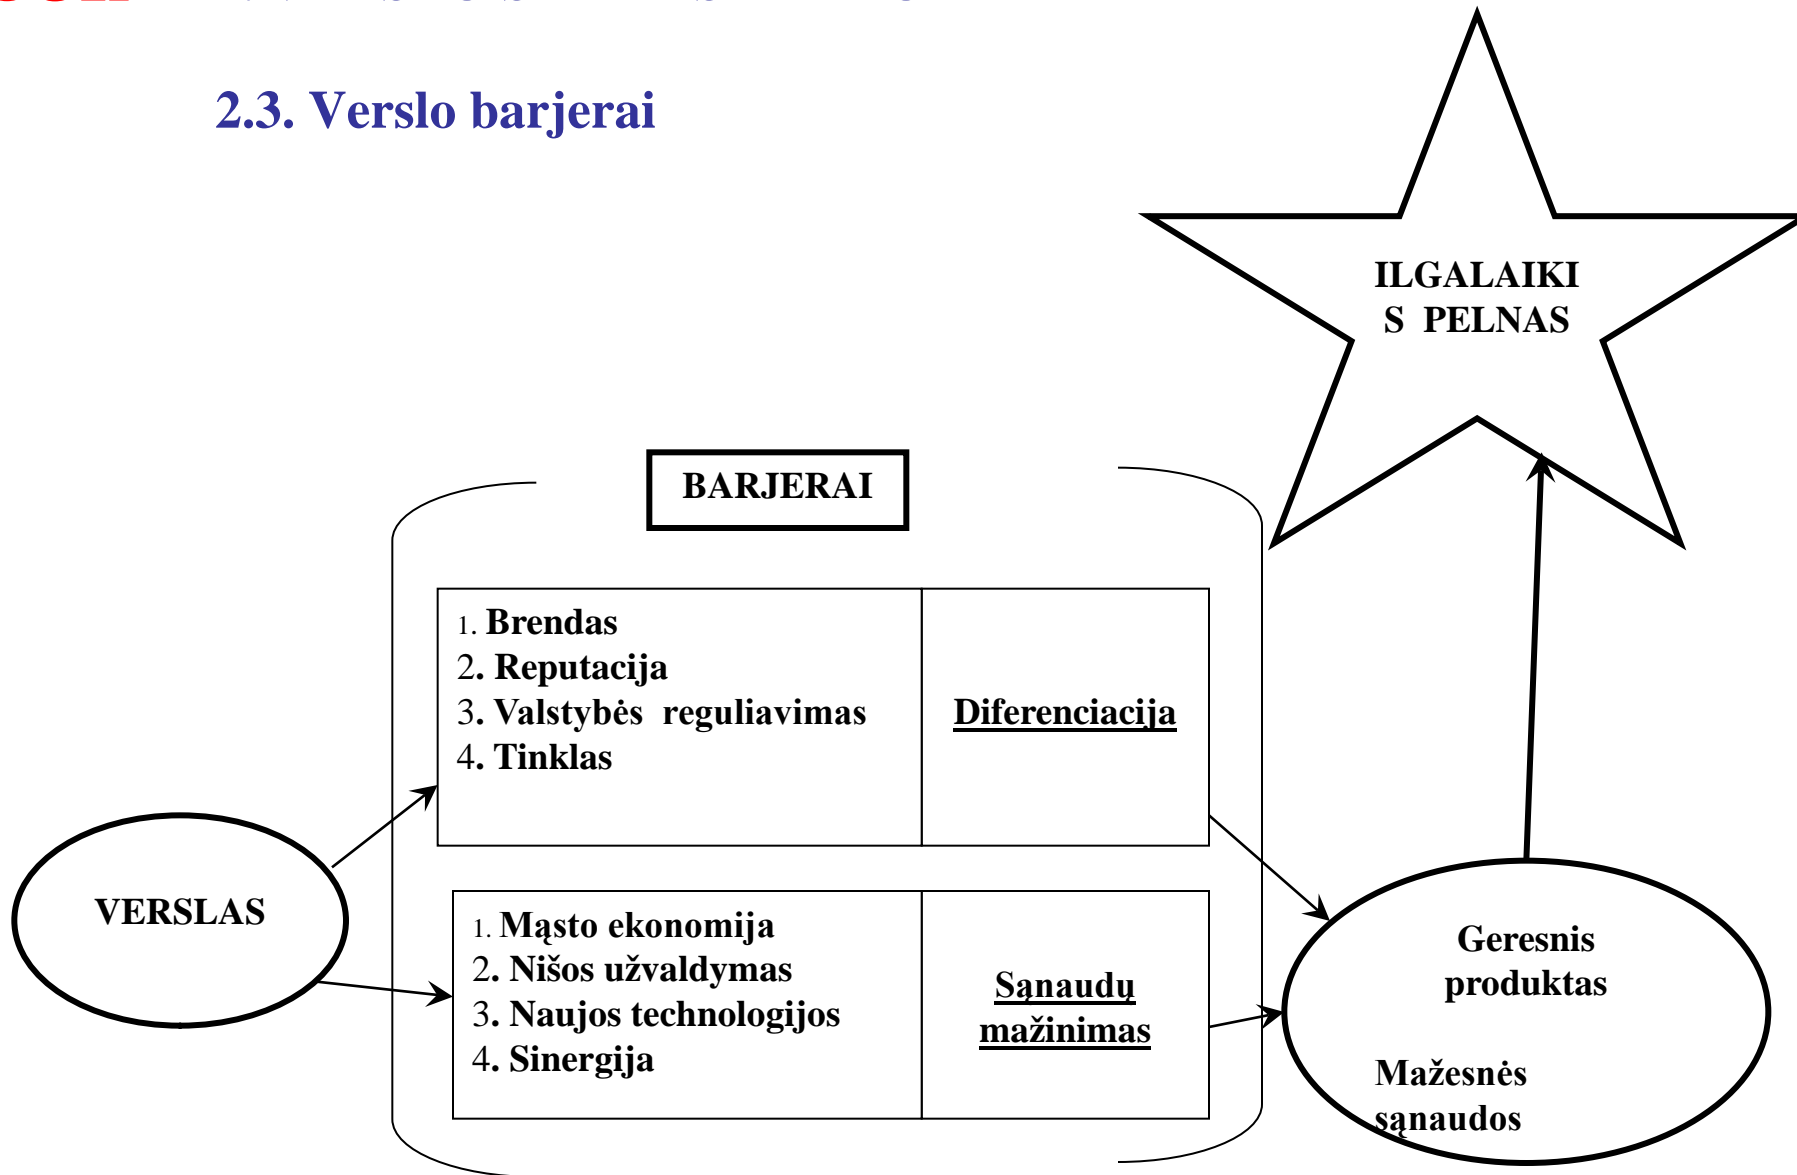 2.3. Verslo barjerai
ILGALAIKI
S PELNAS
BARJERAI
1. Brendas
2. Reputacija
3. Valstybės reguliavimas
4. Tinklas
Diferenciacija
VERSLAS
1. Mąsto ekonomija
2. Nišos užvaldymas
3. Naujos technologijos
4. Sinergija
Sąnaudų
mažinimas
Geresnis
produktas
Mažesnės
sąnaudos